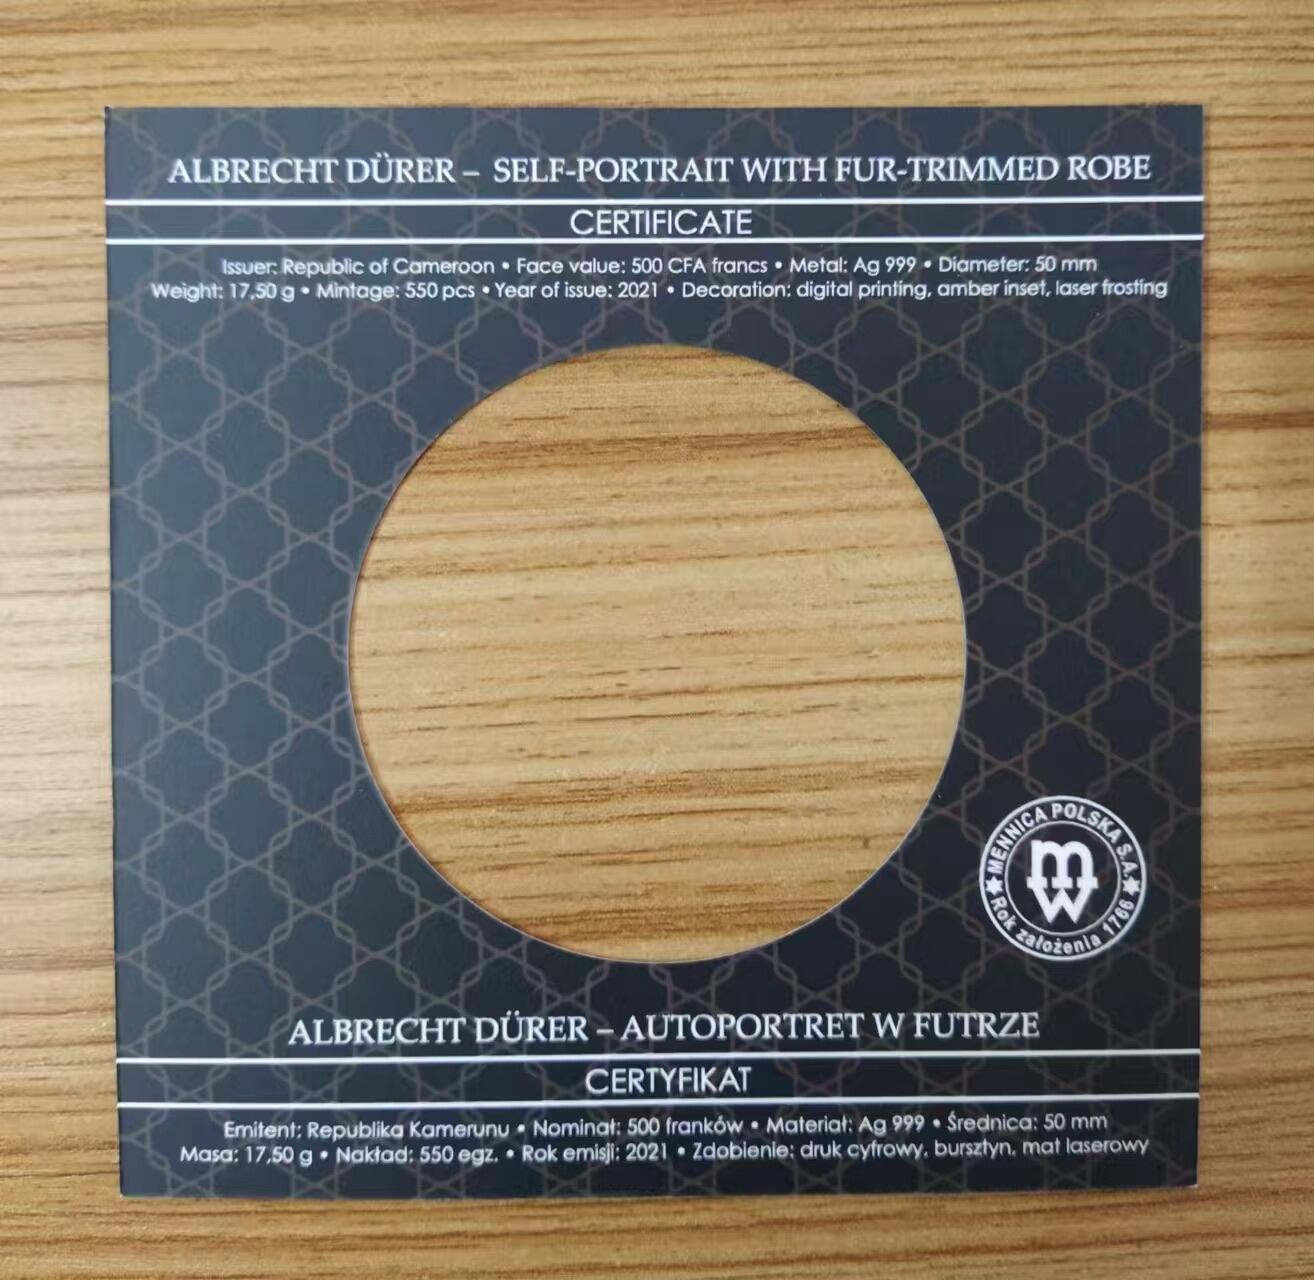 ALBRECHT DÜRER – SELF-PORTRAIT WITH FUR-TRIMMED ROBE
CERTIFICATE
Issuer: Republic of Cameroon • Face value: 500 CFA francs • Metal: Ag 999 • Diameter: 50 mm
Weight: 17,50 g • Mintage: 550 pcs • Year of issue: 2021 • Decoration: digital printing, amber inset, laser frosting
MENNICA POLSKA S.A.
mw
Rok założenia 1766
ALBRECHT DÜRER – AUTOPORTRET W FUTRZE
CERTYFIKAT
Emitent: Republika Kamerunu • Nominał: 500 franków • Materiał: Ag 999 • Średnica: 50 mm
Masa: 17,50 g • Nakład: 550 egz. • Rok emisji: 2021 • Zdobienie: druk cyfrowy, bursztyn, mat laserowy